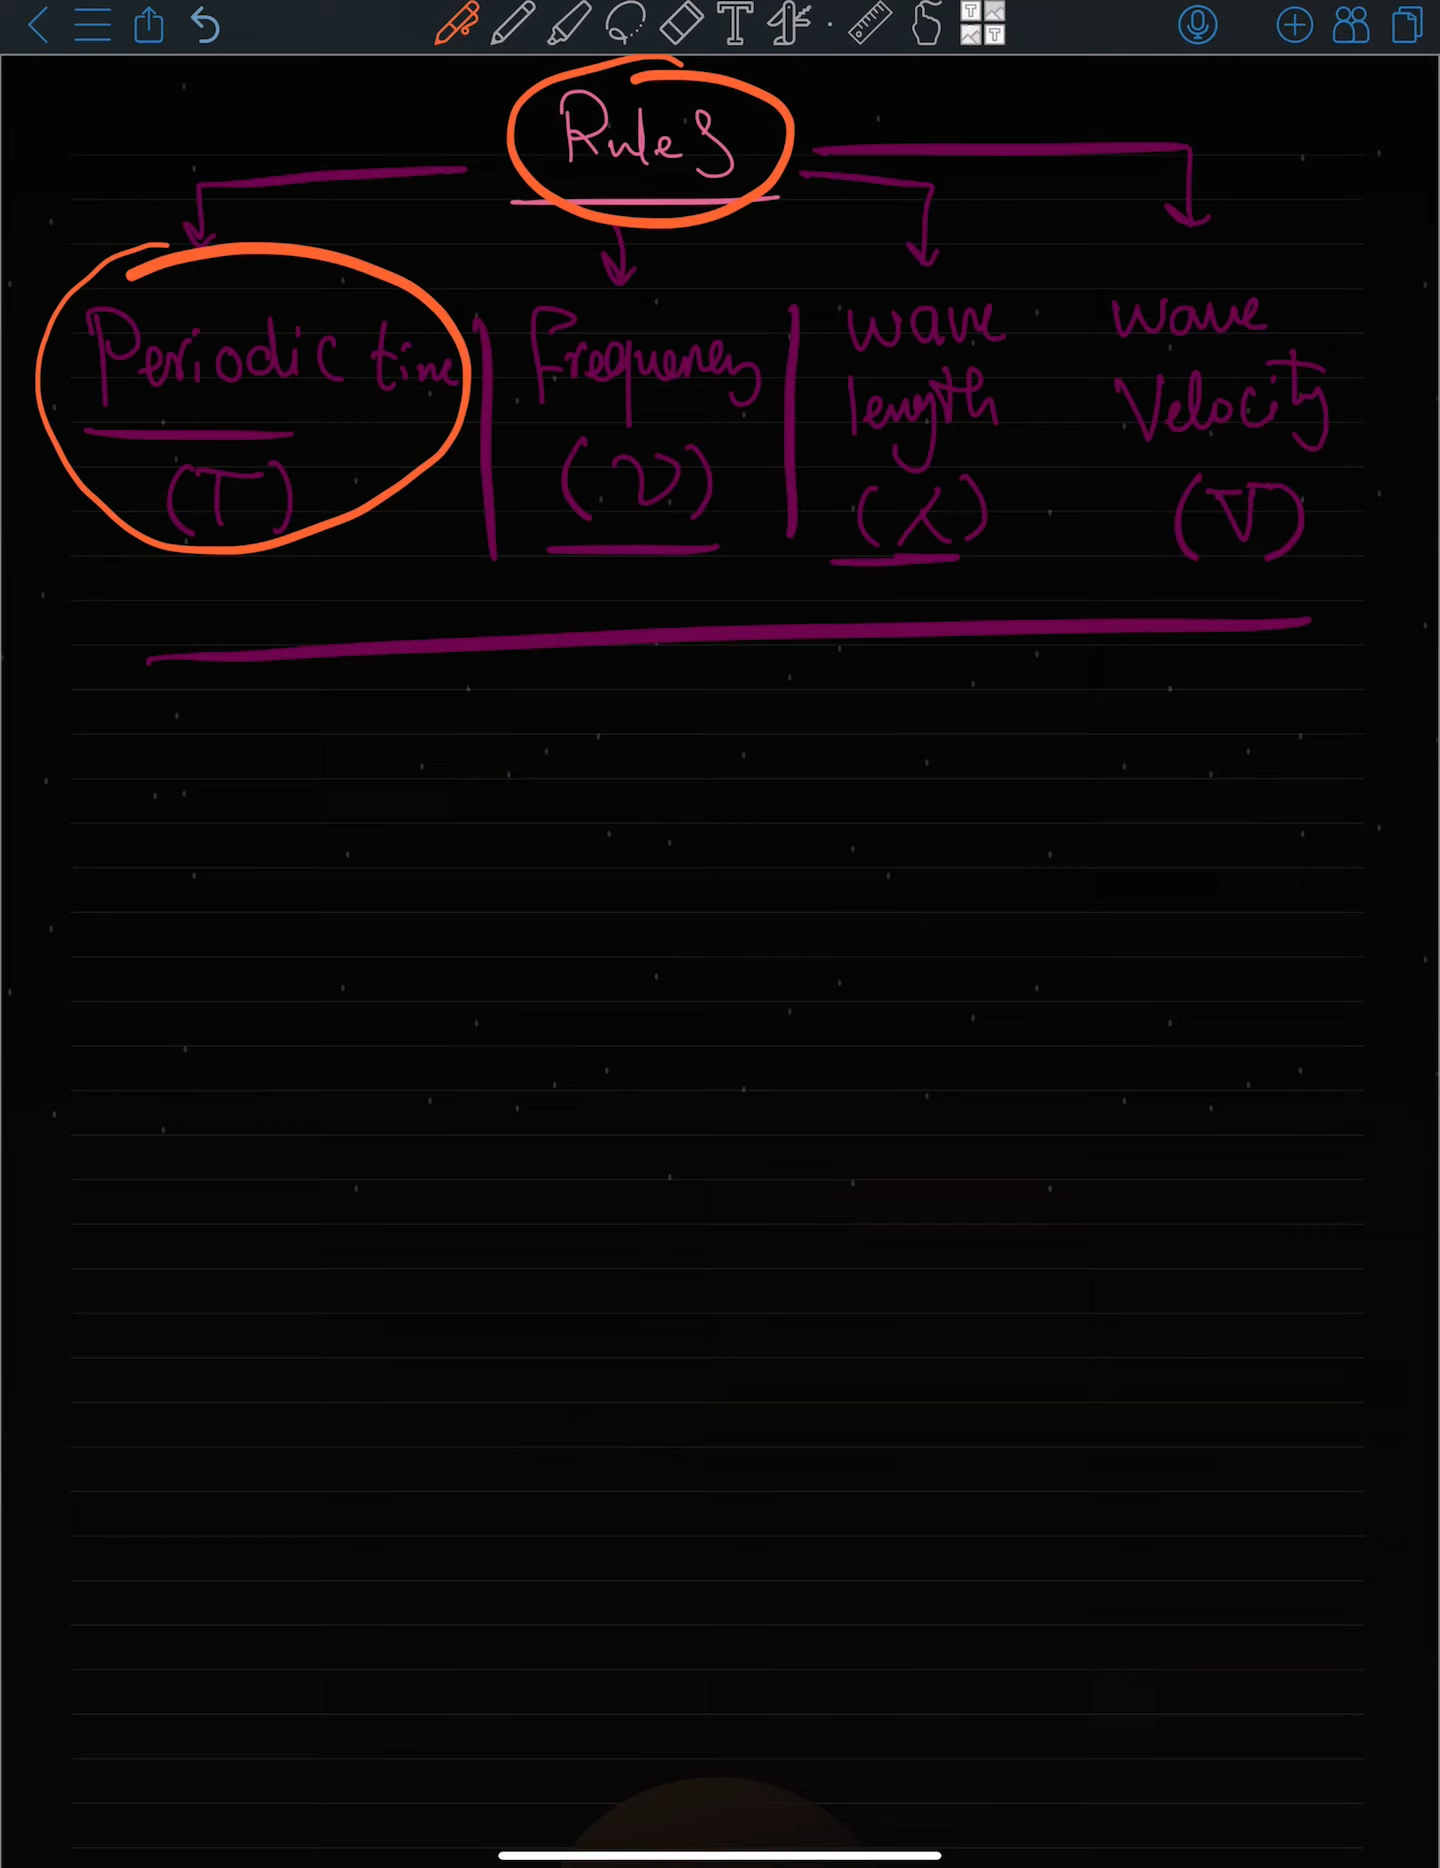 Rules
Periodic time
(T)
Frequency
(ν)
wave
length
(λ)
wave
Velocity
(V)